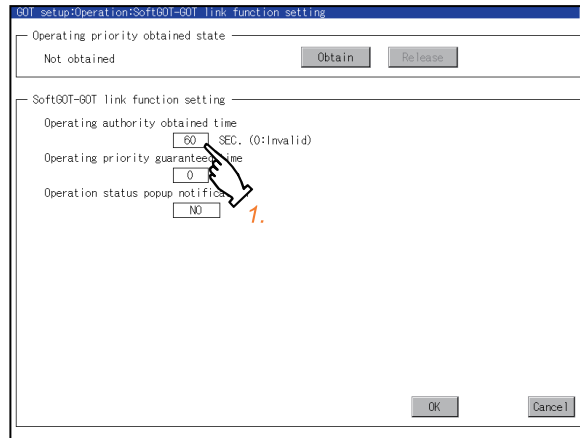 GOT setup:Operation:SoftGOT-GOT link function setting
Operating priority obtained state
Not obtained
Obtain
Release
SoftGOT-GOT link function setting
Operating authority obtained time
60 SEC. (0:Invalid)
Operating priority guaranteed time
0
Operation status popup
NO
1.
OK
Cancel